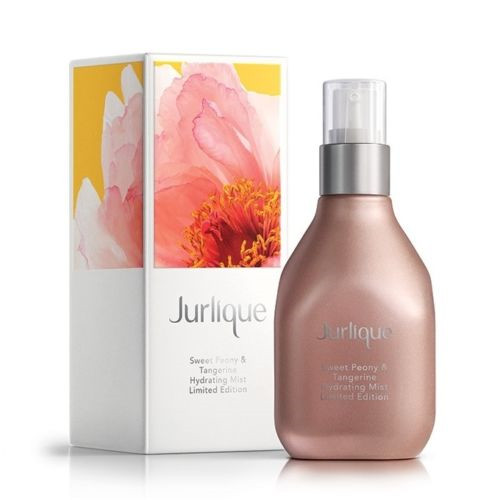 Jurlique
Sweet Peony &
Tangerine
Hydrating Mist
Limited Edition
Jurlique
Sweet Peony &
Tangerine
Hydrating Mist
Limited Edition